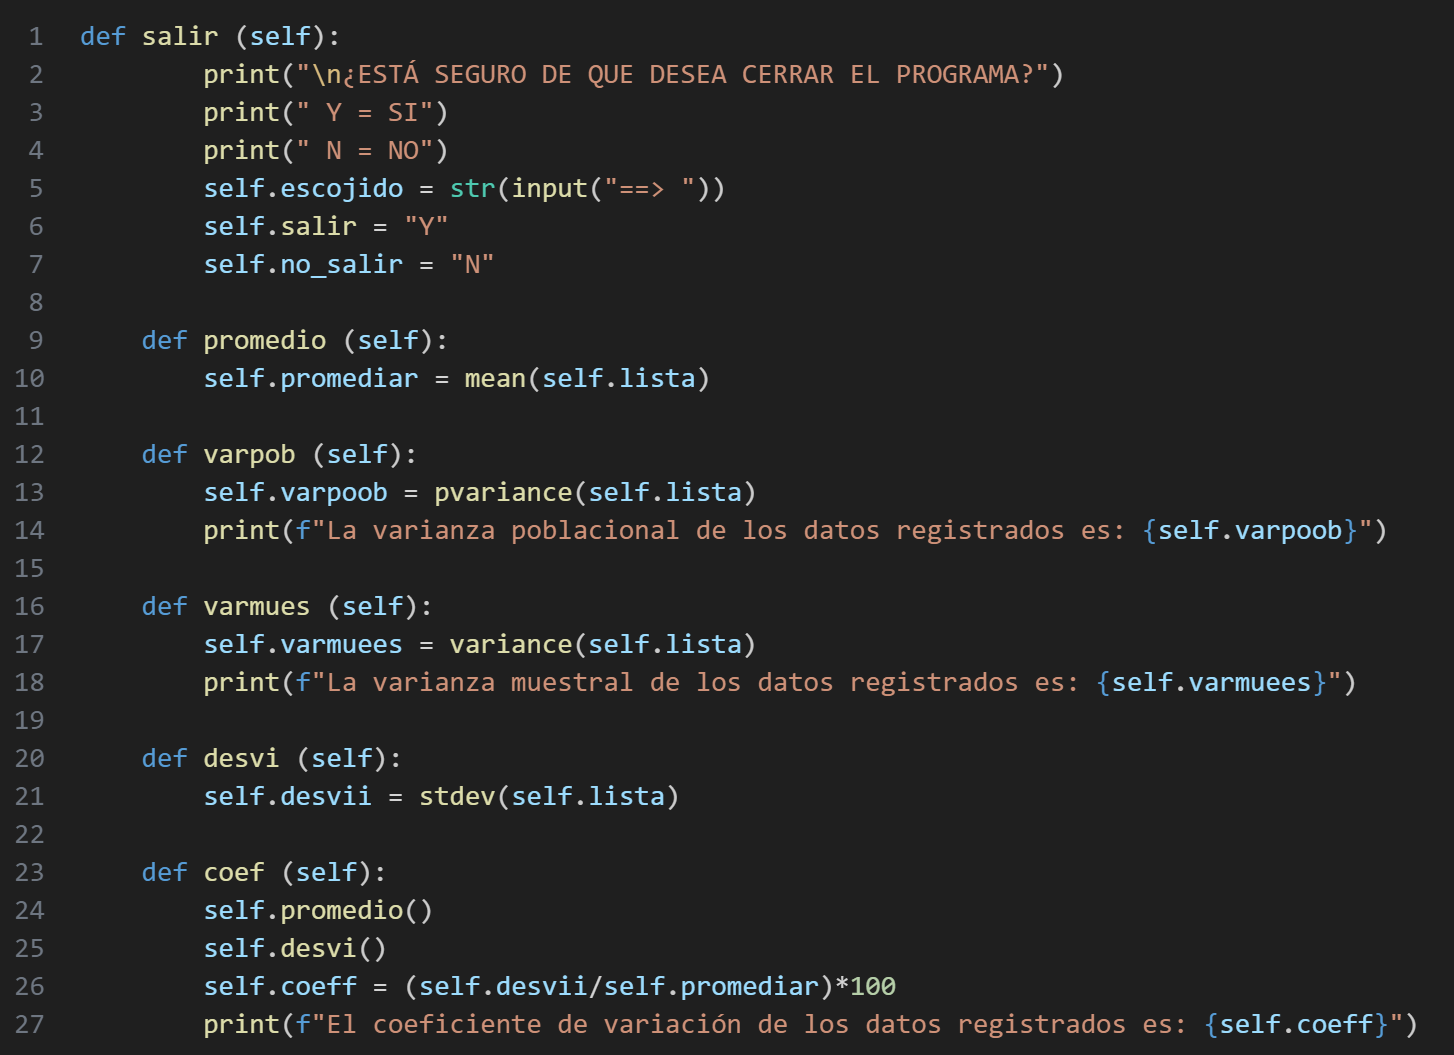 1 def salir (self):
2 print("\n¿ESTÁ SEGURO DE QUE DESEA CERRAR EL PROGRAMA?")
3 print(" Y = SI")
4 print(" N = NO")
5 self.escojido = str(input("==> "))
6 self.salir = "Y"
7 self.no_salir = "N"
8
9 def promedio (self):
10 self.promediar = mean(self.lista)
11
12 def varpob (self):
13 self.varpoob = pvariance(self.lista)
14 print(f"La varianza poblacional de los datos registrados es: {self.varpoob}")
15
16 def varmues (self):
17 self.varmuees = variance(self.lista)
18 print(f"La varianza muestral de los datos registrados es: {self.varmuees}")
19
20 def desvi (self):
21 self.desvii = stdev(self.lista)
22
23 def coef (self):
24 self.promedio()
25 self.desvi()
26 self.coeff = (self.desvii/self.promediar)*100
27 print(f"El coeficiente de variación de los datos registrados es: {self.coeff}")